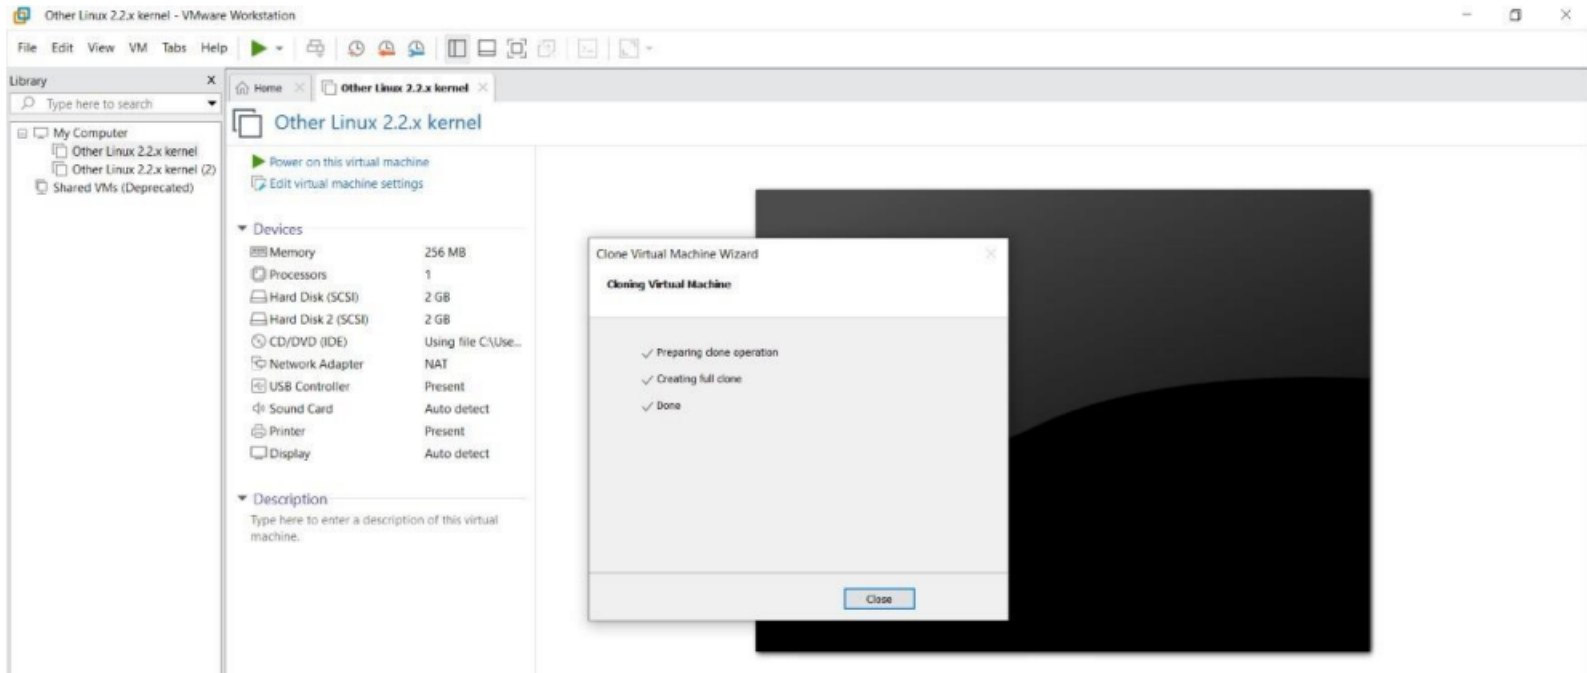 Other Linux 2.2.x kernel - VMware Workstation
File Edit View VM Tabs Help
Library X
Type here to search
My Computer
Other Linux 2.2.x kernel
Other Linux 2.2.x kernel (2)
Shared VMs (Deprecated)
Home
Other Linux 2.2.x kernel
Other Linux 2.2.x kernel
Power on this virtual machine
Edit virtual machine settings
Devices
Memory 256 MB
Processors 1
Hard Disk (SCSI) 2 GB
Hard Disk 2 (SCSI) 2 GB
CD/DVD (IDE) Using file C:\Use...
Network Adapter NAT
USB Controller Present
Sound Card Auto detect
Printer Present
Display Auto detect
Description
Type here to enter a description of this virtual
machine.
Clone Virtual Machine Wizard
Cloning Virtual Machine
Preparing clone operation
Creating full clone
Done
Close